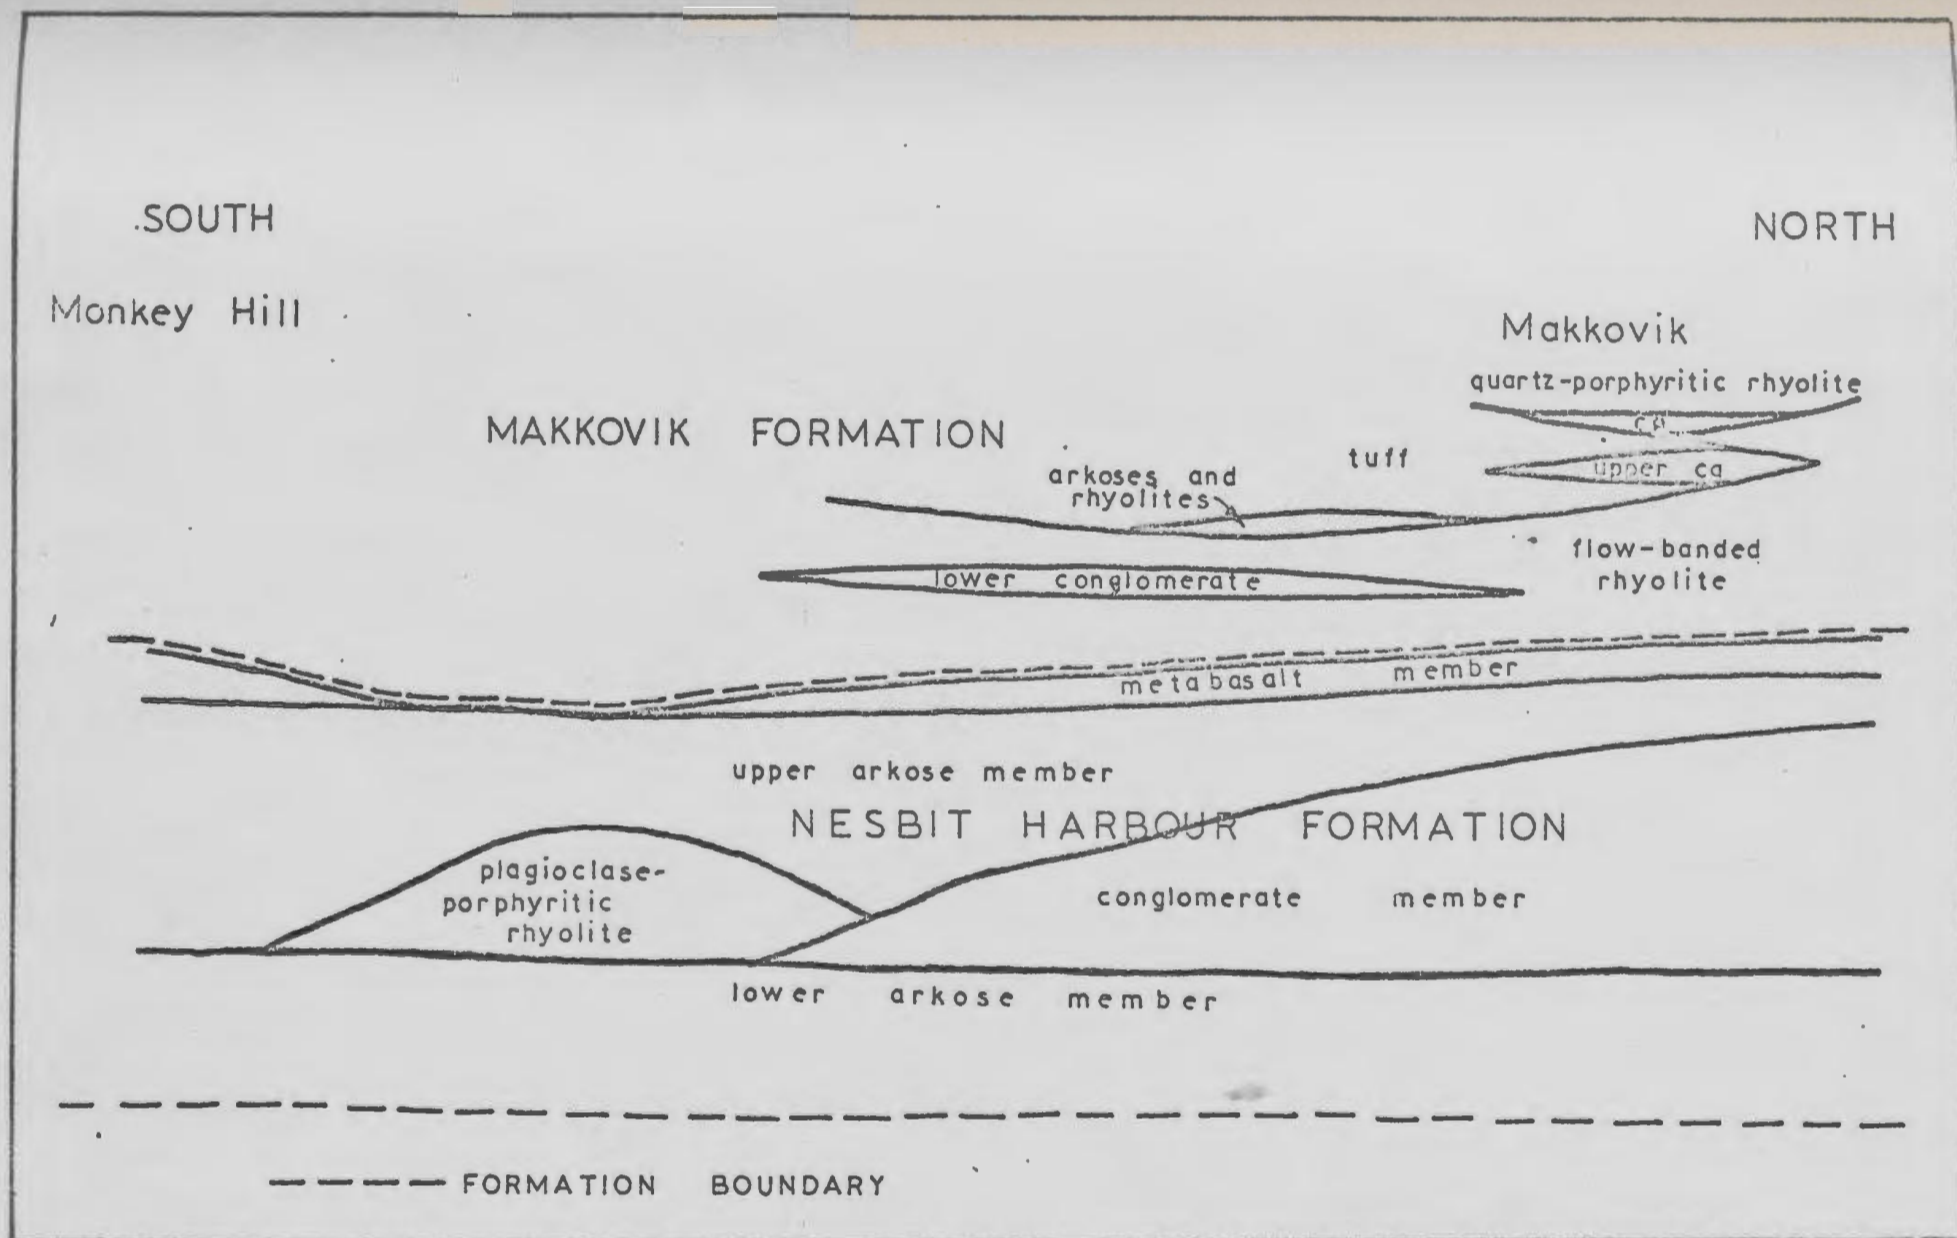 SOUTH
NORTH
Monkey Hill
Makkovik
quartz-porphyritic rhyolite
MAKKOVIK FORMATION
tuff
upper cg
arkoses and
rhyolites
flow-banded
rhyolite
lower conglomerate
metabasalt member
upper arkose member
NESBIT HARBOUR FORMATION
plagioclase-
porphyritic
rhyolite
conglomerate member
lower arkose member
FORMATION BOUNDARY